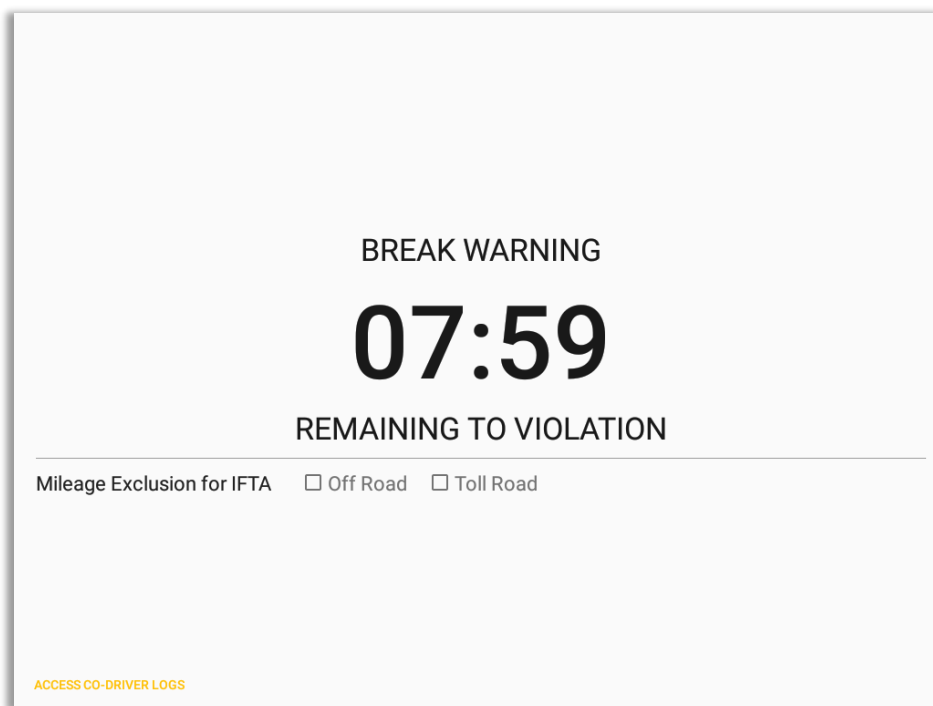 BREAK WARNING
07:59
REMAINING TO VIOLATION
Mileage Exclusion for IFTA Off Road Toll Road
ACCESS CO-DRIVER LOGS